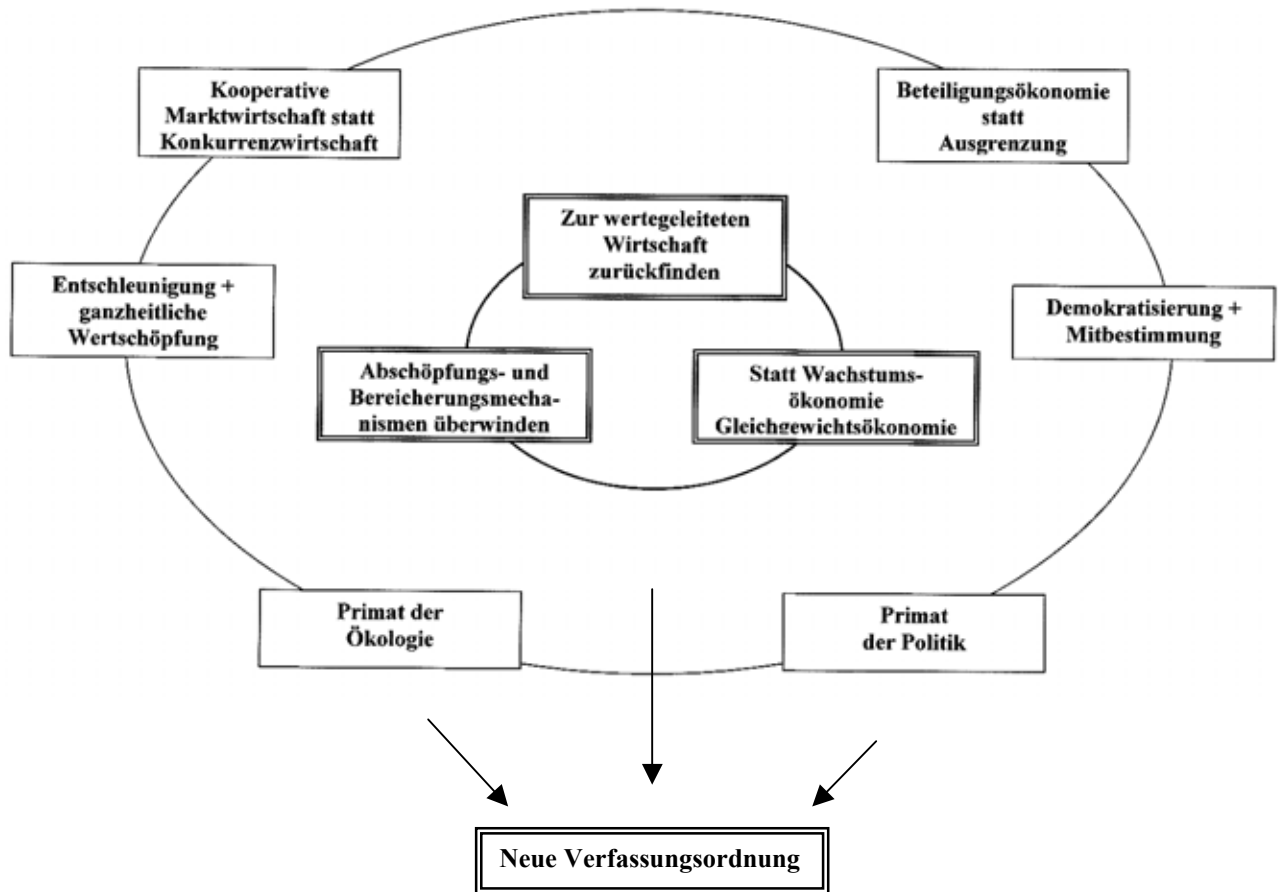 Kooperative
Marktwirtschaft statt
Konkurrenzwirtschaft
Beteiligungsökonomie
statt
Ausgrenzung
Zur wertegeleiteten
Wirtschaft
zurückfinden
Entschleunigung +
ganzheitliche
Wertschöpfung
Demokratisierung +
Mitbestimmung
Abschöpfungs- und
Bereicherungsmecha-
nismen überwinden
Statt Wachstums-
ökonomie
Gleichgewichtsökonomie
Primat der
Ökologie
Primat
der Politik
Neue Verfassungsordnung